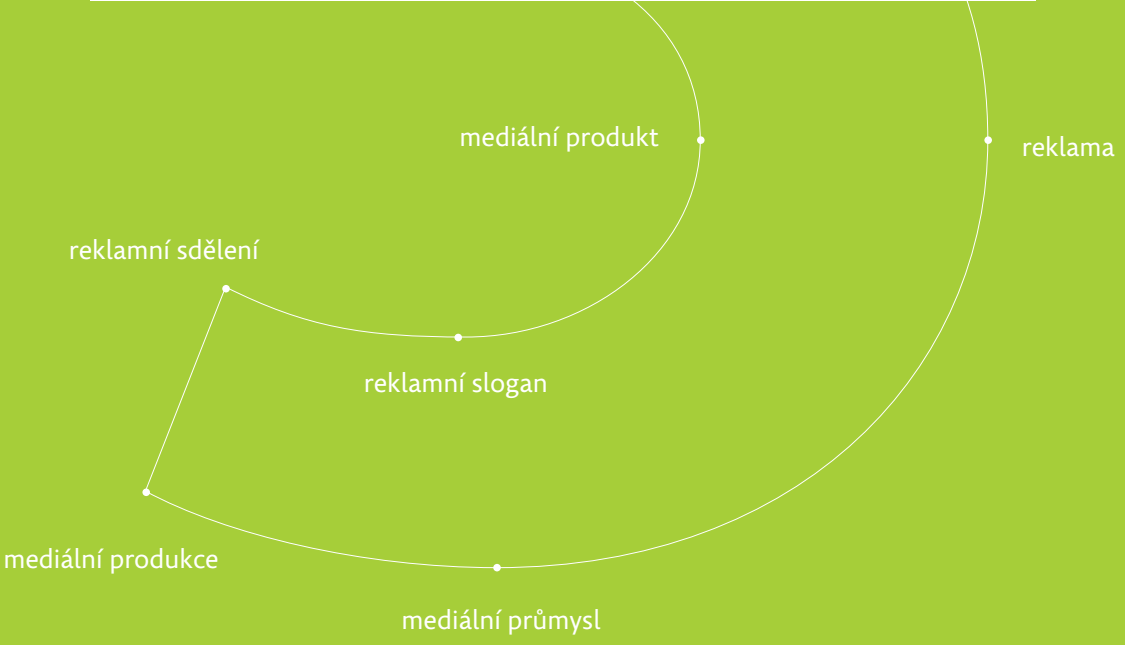 mediální produkt
reklama
reklamní sdělení
reklamní slogan
mediální produkce
mediální průmysl